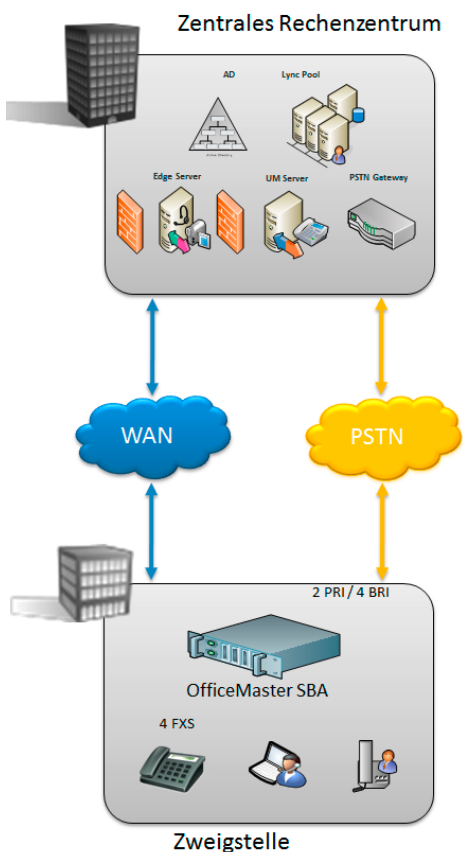 Zentrales Rechenzentrum
AD
Lync Pool
Edge Server
UM Server
PSTN Gateway
WAN
PSTN
2 PRI / 4 BRI
OfficeMaster SBA
4 FXS
Zweigstelle